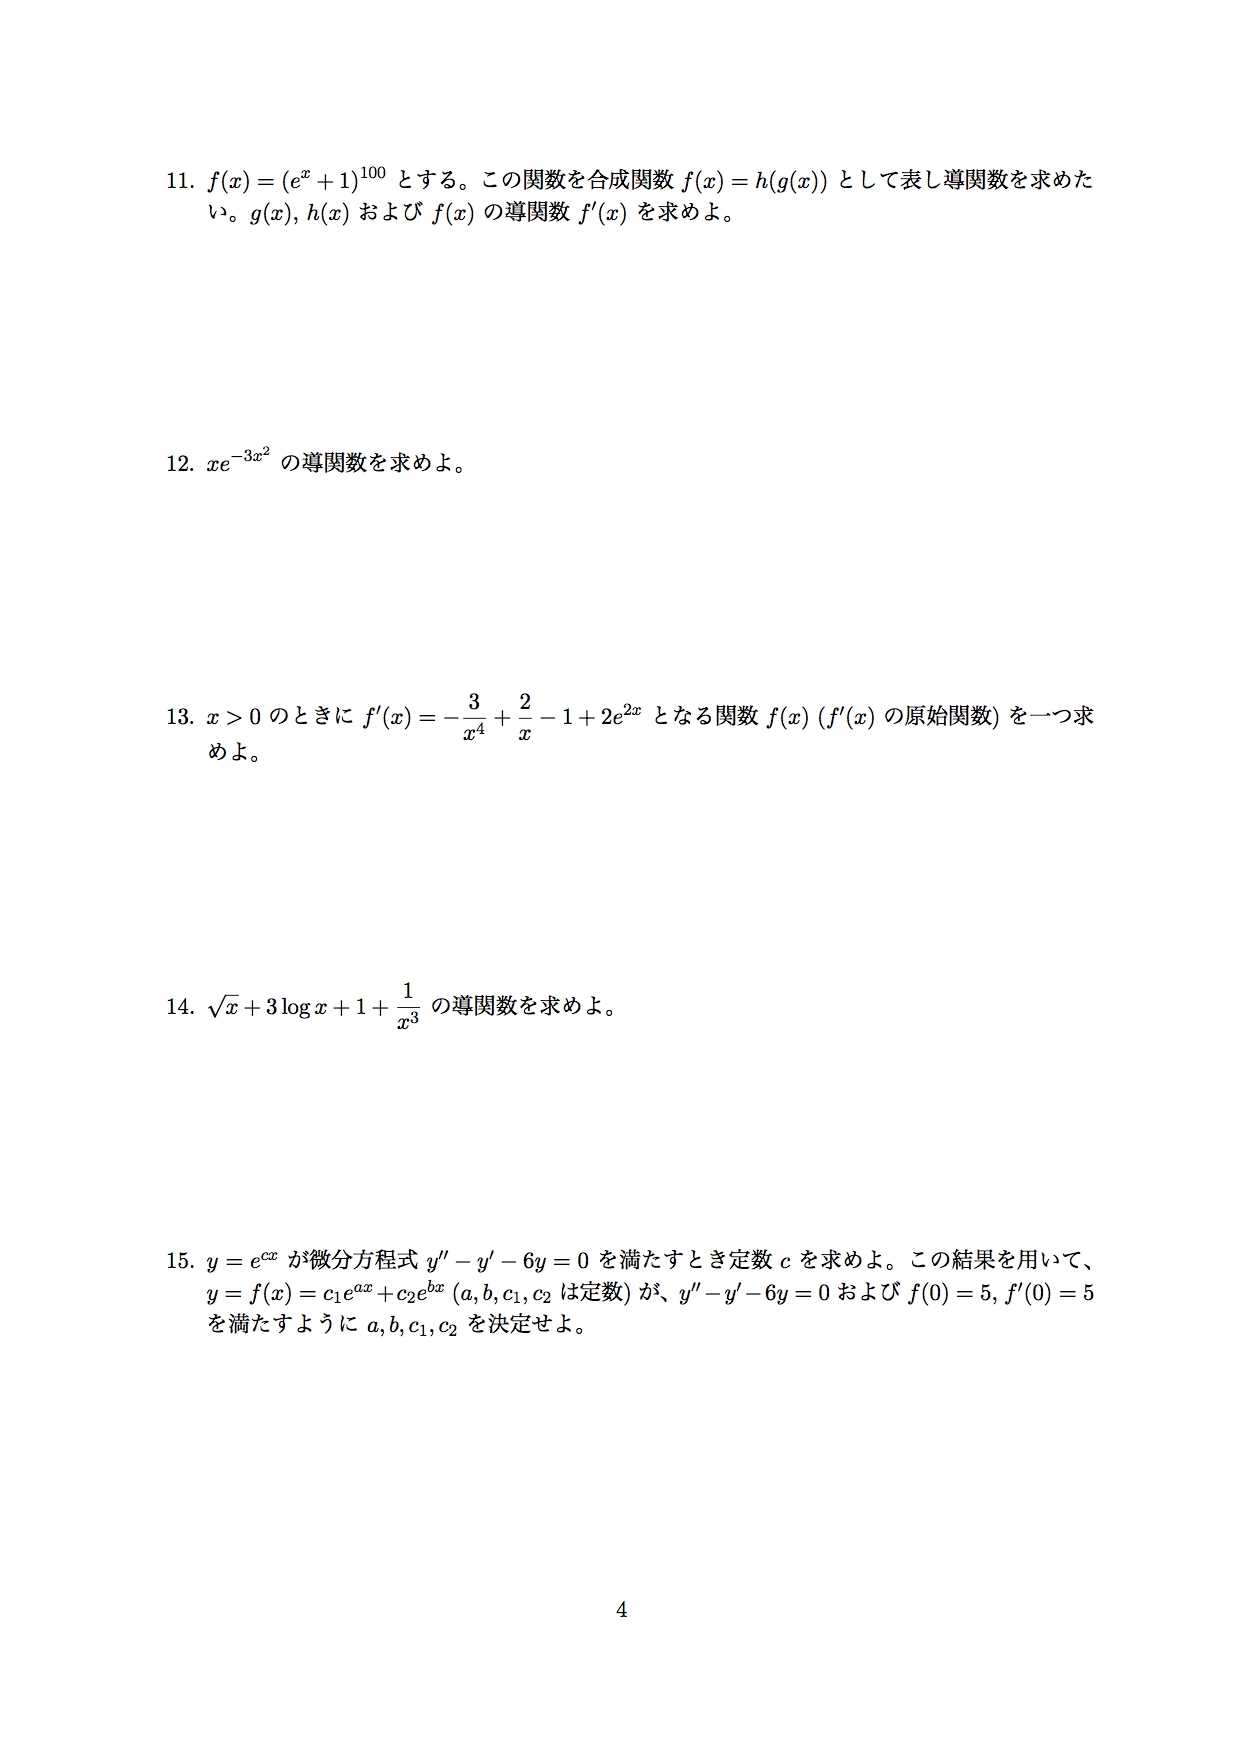 11. f(x) = (e^x + 1)^{100} とする。この関数を合成関数 f(x) = h(g(x)) として表し導関数を求めた
い。g(x), h(x) および f(x) の導関数 f′(x) を求めよ。
12. xe^{−3x^2} の導関数を求めよ。
13. x > 0 のときに f′(x) = −\frac{3}{x^4} + \frac{2}{x} − 1 + 2e^{2x} となる関数 f(x) (f′(x) の原始関数) を一つ求
めよ。
14. √x + 3 log x + 1 + \frac{1}{x^3} の導関数を求めよ。
15. y = e^{cx} が微分方程式 y″ − y′ − 6y = 0 を満たすとき定数 c を求めよ。この結果を用いて、
y = f(x) = c_1e^{ax} + c_2e^{bx} (a, b, c_1, c_2 は定数) が、y″ − y′ − 6y = 0 および f(0) = 5, f′(0) = 5
を満たすように a, b, c_1, c_2 を決定せよ。
4